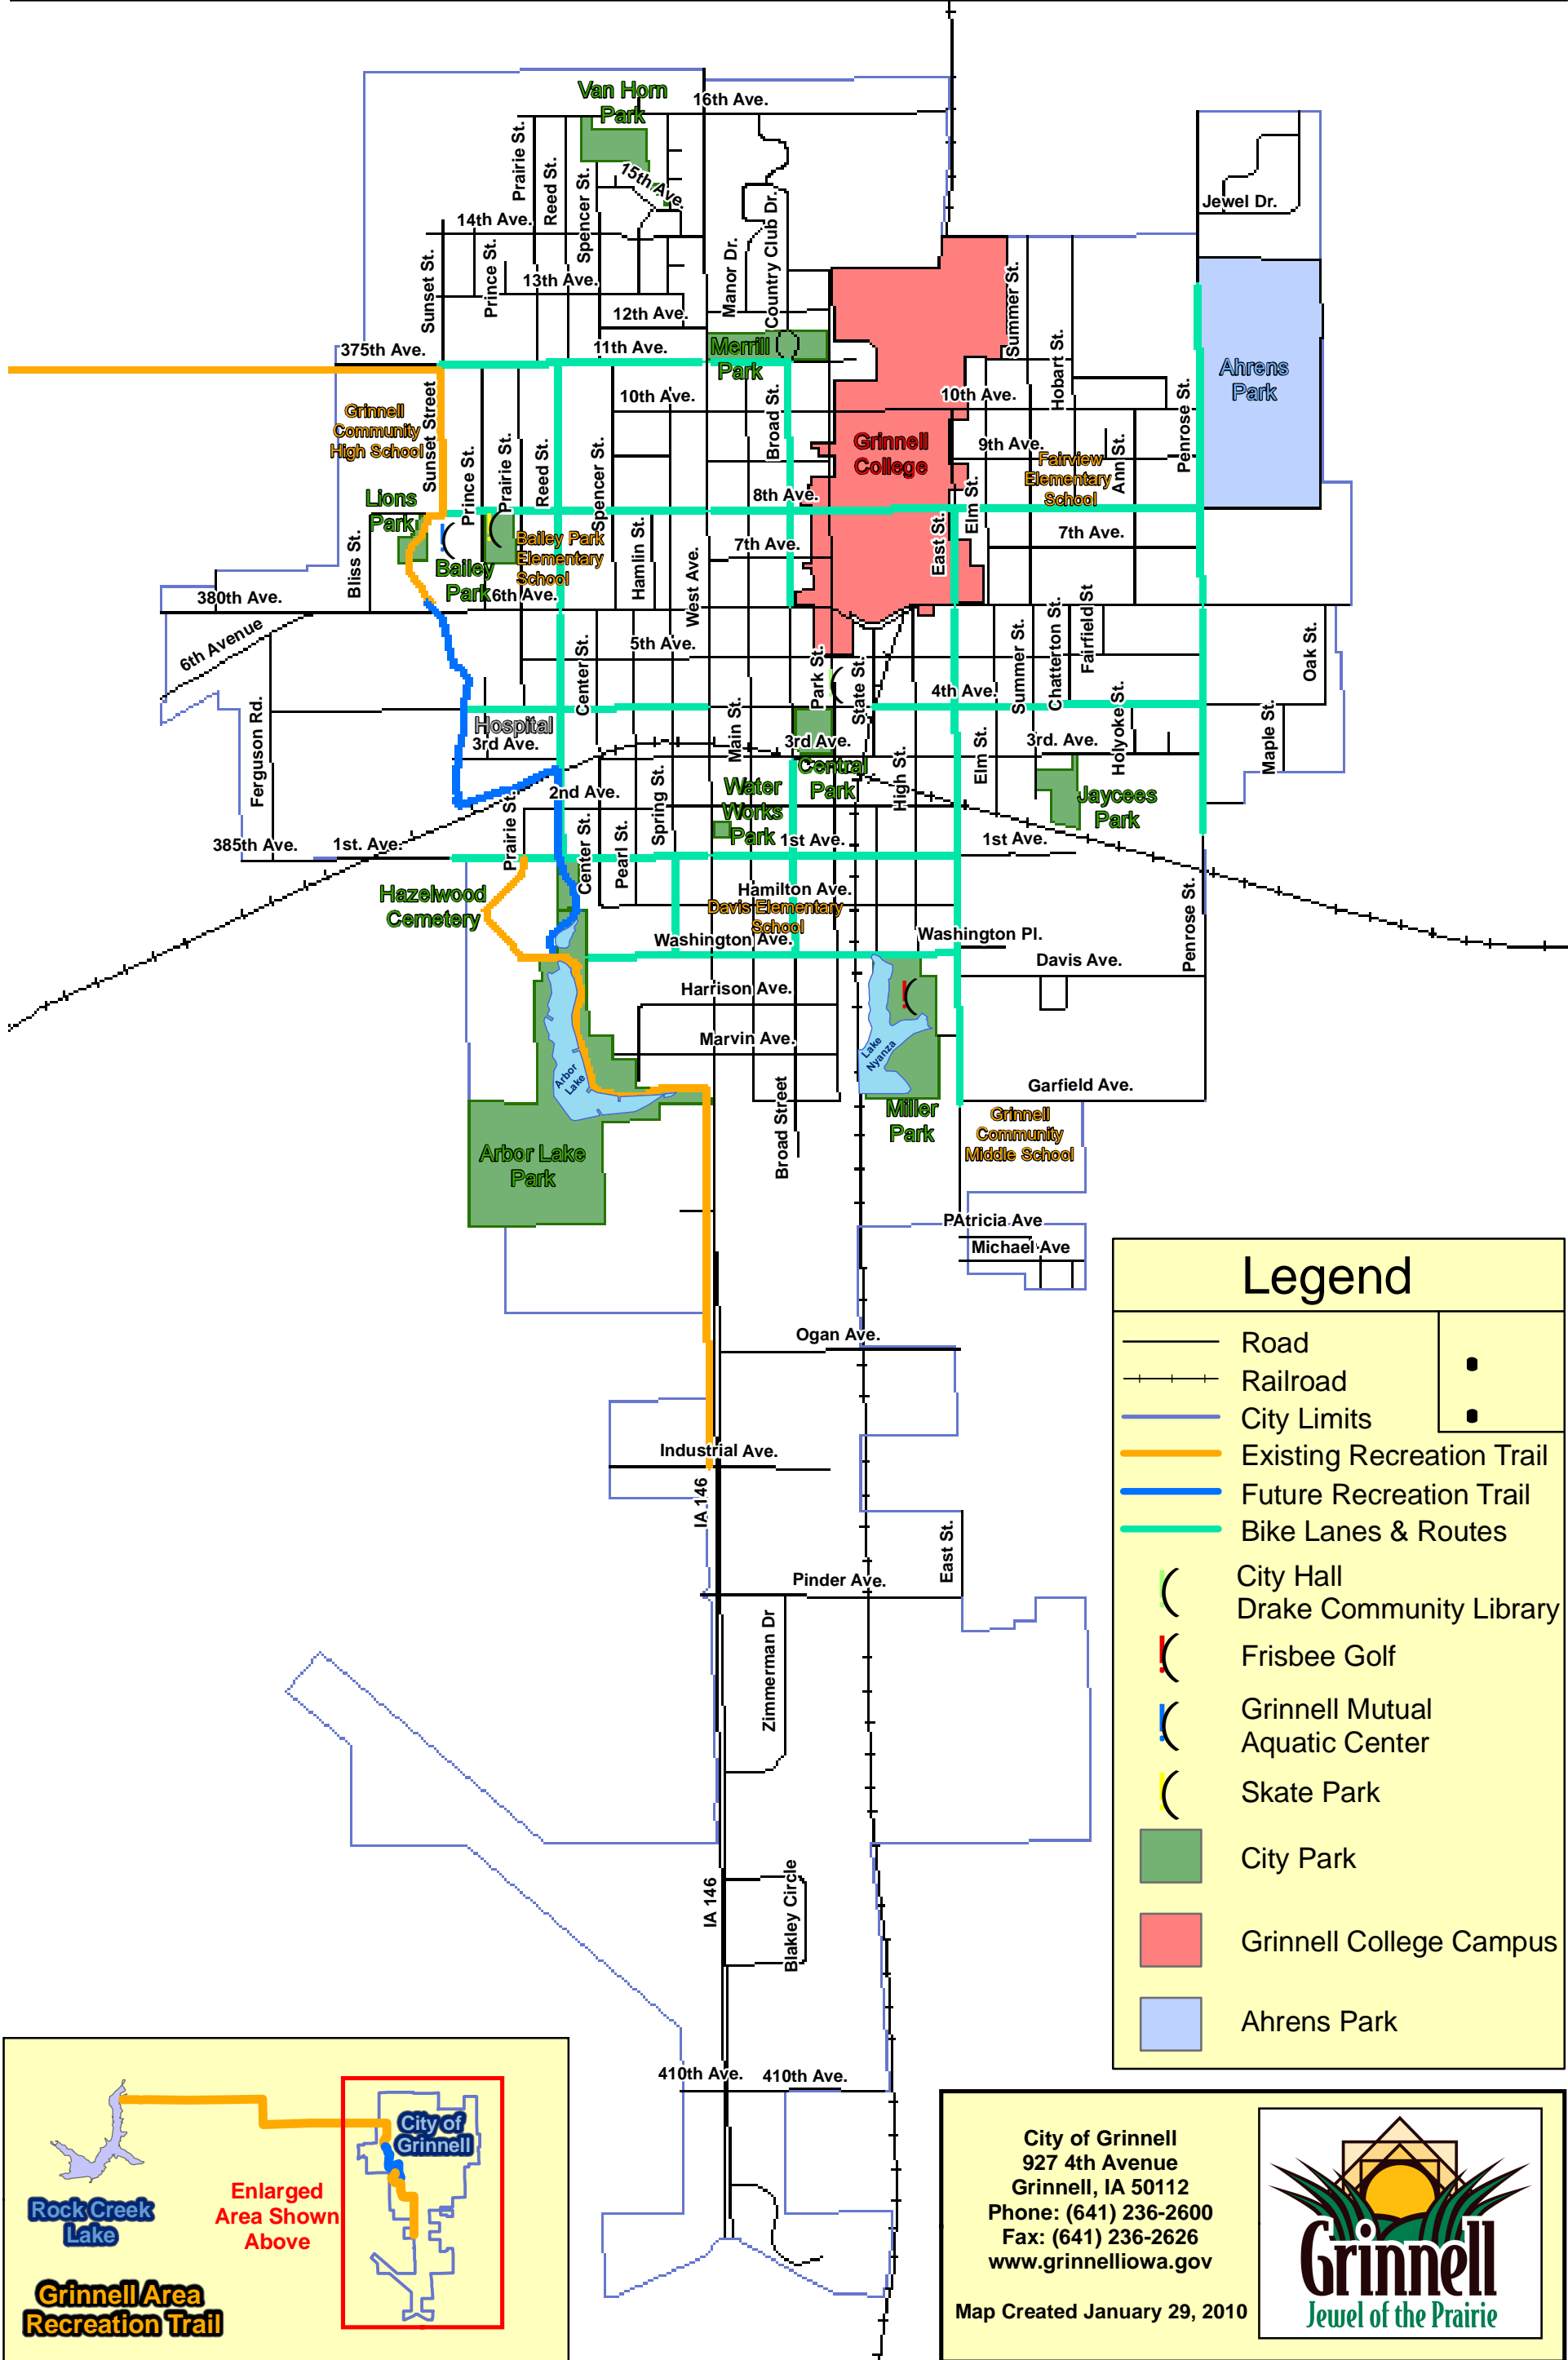 Van Horn
Park
16th Ave.
Prairie St.
Reed St.
Spencer St.
15th Ave.
Jewel Dr.
14th Ave.
Sunset St.
Prince St.
13th Ave.
Manor Dr.
Country Club Dr.
Summer St.
12th Ave.
375th Ave.
11th Ave.
Merrill
Park
Hobart St.
Ahrens
Park
Grinnell
Community
High School
Sunset Street
10th Ave.
Broad St.
10th Ave.
Penrose St.
Grinnell
College
9th Ave.
Fairview
Elementary
School
Ann St.
Prince St.
Prairie St.
Reed St.
Spencer St.
Lions
Park
8th Ave.
Elm St.
Bliss St.
Bailey
Park
Bailey Park
Elementary
School
Hamlin St.
West Ave.
7th Ave.
East St.
7th Ave.
380th Ave.
6th Ave.
6th Avenue
Center St.
5th Ave.
Park St.
State St.
Summer St.
Chatterton St.
Fairfield St
Oak St.
4th Ave.
Ferguson Rd.
Hospital
3rd Ave.
Main St.
3rd Ave.
Central
Park
High St.
Elm St.
3rd. Ave.
Holyoke St.
Maple St.
2nd Ave.
Spring St.
Water
Works
Park
Jaycees
Park
385th Ave.
1st. Ave.
Prairie St.
Center St.
Pearl St.
1st Ave.
1st Ave.
Hazelwood
Cemetery
Hamilton Ave.
Davis Elementary
School
Washington Ave.
Washington Pl.
Penrose St.
Davis Ave.
Harrison Ave.
Marvin Ave.
Lake
Nyanza
Arbor
Lake
Broad Street
Garfield Ave.
Miller
Park
Grinnell
Community
Middle School
Arbor Lake
Park
PAtricia Ave
Michael Ave
Ogan Ave.
Industrial Ave.
IA 146
East St.
Pinder Ave.
Zimmerman Dr
IA 146
Blakley Circle
410th Ave.
410th Ave.
Legend
Road
Railroad
City Limits
Existing Recreation Trail
Future Recreation Trail
Bike Lanes & Routes
City Hall
Drake Community Library
Frisbee Golf
Grinnell Mutual
Aquatic Center
Skate Park
City Park
Grinnell College Campus
Ahrens Park
City of
Grinnell
Rock Creek
Lake
Enlarged
Area Shown
Above
Grinnell Area
Recreation Trail
City of Grinnell
927 4th Avenue
Grinnell, IA 50112
Phone: (641) 236-2600
Fax: (641) 236-2626
www.grinnelliowa.gov
Map Created January 29, 2010
Grinnell
Jewel of the Prairie